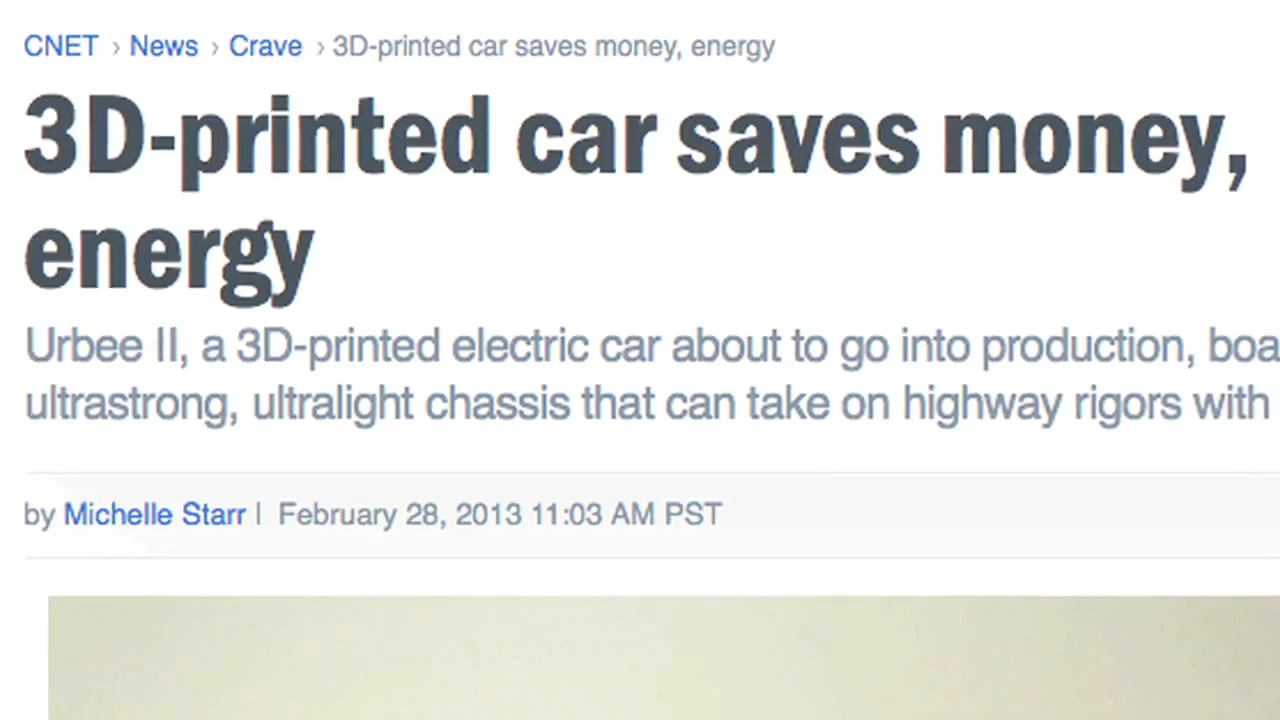 CNET › News › Crave › 3D-printed car saves money, energy
3D-printed car saves money,
energy
Urbee II, a 3D-printed electric car about to go into production, boa
ultrastrong, ultralight chassis that can take on highway rigors with
by Michelle Starr | February 28, 2013 11:03 AM PST